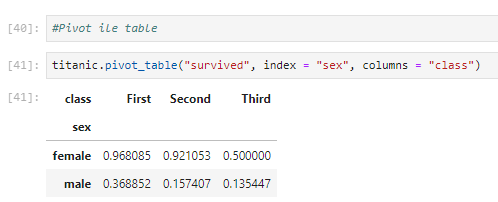 [40]: #Pivot ile table
[41]: titanic.pivot_table("survived", index = "sex", columns = "class")
[41]: class First Second Third
sex
female 0.968085 0.921053 0.500000
male 0.368852 0.157407 0.135447